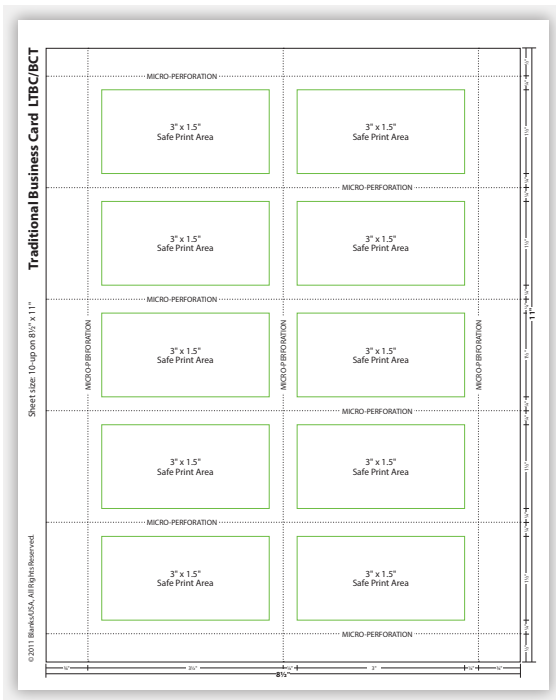 Traditional Business Card LTBC/BCT
Sheet size: 10-up on 8½" x 11"
© 2011 BlanksUSA, All Rights Reserved.
MICRO-PERFORATION
3" x 1.5"
Safe Print Area
3" x 1.5"
Safe Print Area
MICRO-PERFORATION
3" x 1.5"
Safe Print Area
3" x 1.5"
Safe Print Area
MICRO-PERFORATION
MICRO-PERFORATION
MICRO-PERFORATION
MICRO-PERFORATION
3" x 1.5"
Safe Print Area
3" x 1.5"
Safe Print Area
MICRO-PERFORATION
3" x 1.5"
Safe Print Area
3" x 1.5"
Safe Print Area
MICRO-PERFORATION
3" x 1.5"
Safe Print Area
3" x 1.5"
Safe Print Area
MICRO-PERFORATION
11"
3"
8½"